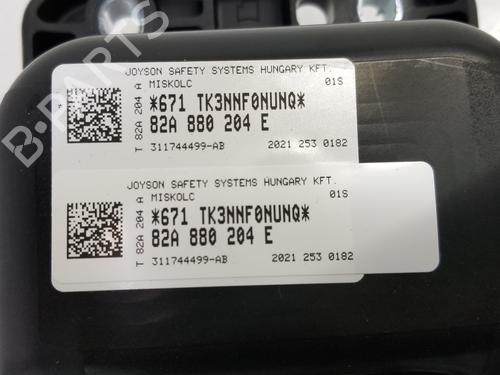 JOYSON SAFETY SYSTEMS HUNGARY KFT.
MISKOLC 01S
*671 TK3NNF0NUNQ*
82A 880 204 E
311744499-AB 2021 253 0182
T 82A 204 A
JOYSON SAFETY SYSTEMS HUNGARY KFT.
MISKOLC 01S
*671 TK3NNF0NUNQ*
82A 880 204 E
311744499-AB 2021 253 0182
T 82A 204 A
B-PARTS